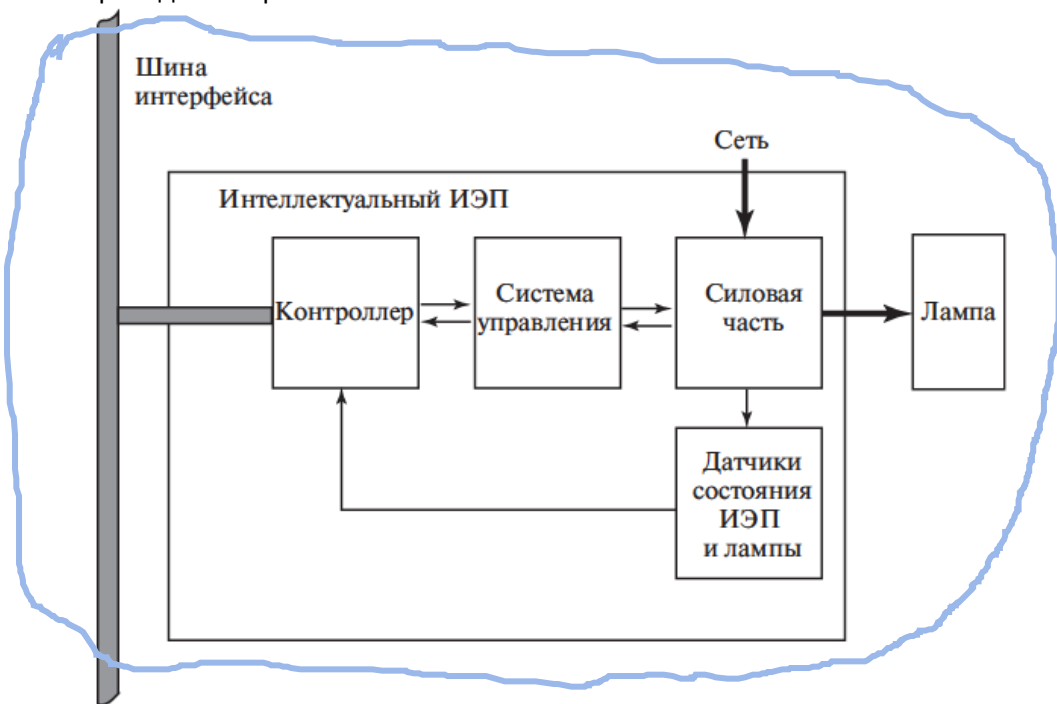 Шина
интерфейса
Сеть
Интеллектуальный ИЭП
Контроллер
Система
управления
Силовая
часть
Лампа
Датчики
состояния
ИЭП
и лампы